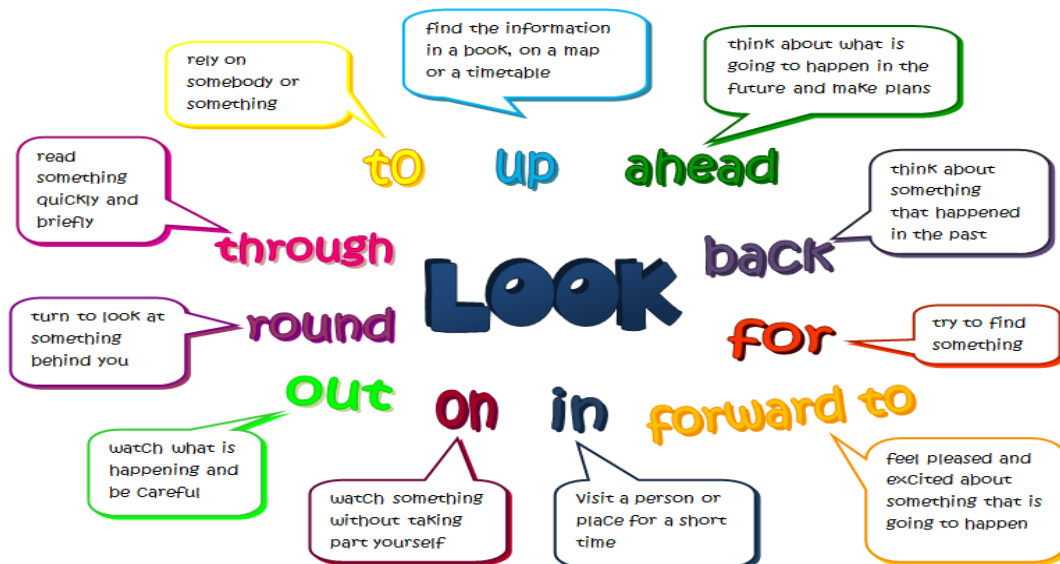 find the information
in a book, on a map
or a timetable
rely on
somebody or
something
think about what is
going to happen in the
future and make plans
to
up
ahead
read
something
quickly and
briefly
think about
something
that happened
in the past
through
back
LOOK
turn to look at
something
behind you
round
for
try to find
something
out
on
in
forward to
watch what is
happening and
be careful
watch something
without taking
part yourself
Visit a person or
place for a short
time
feel pleased and
excited about
something that is
going to happen